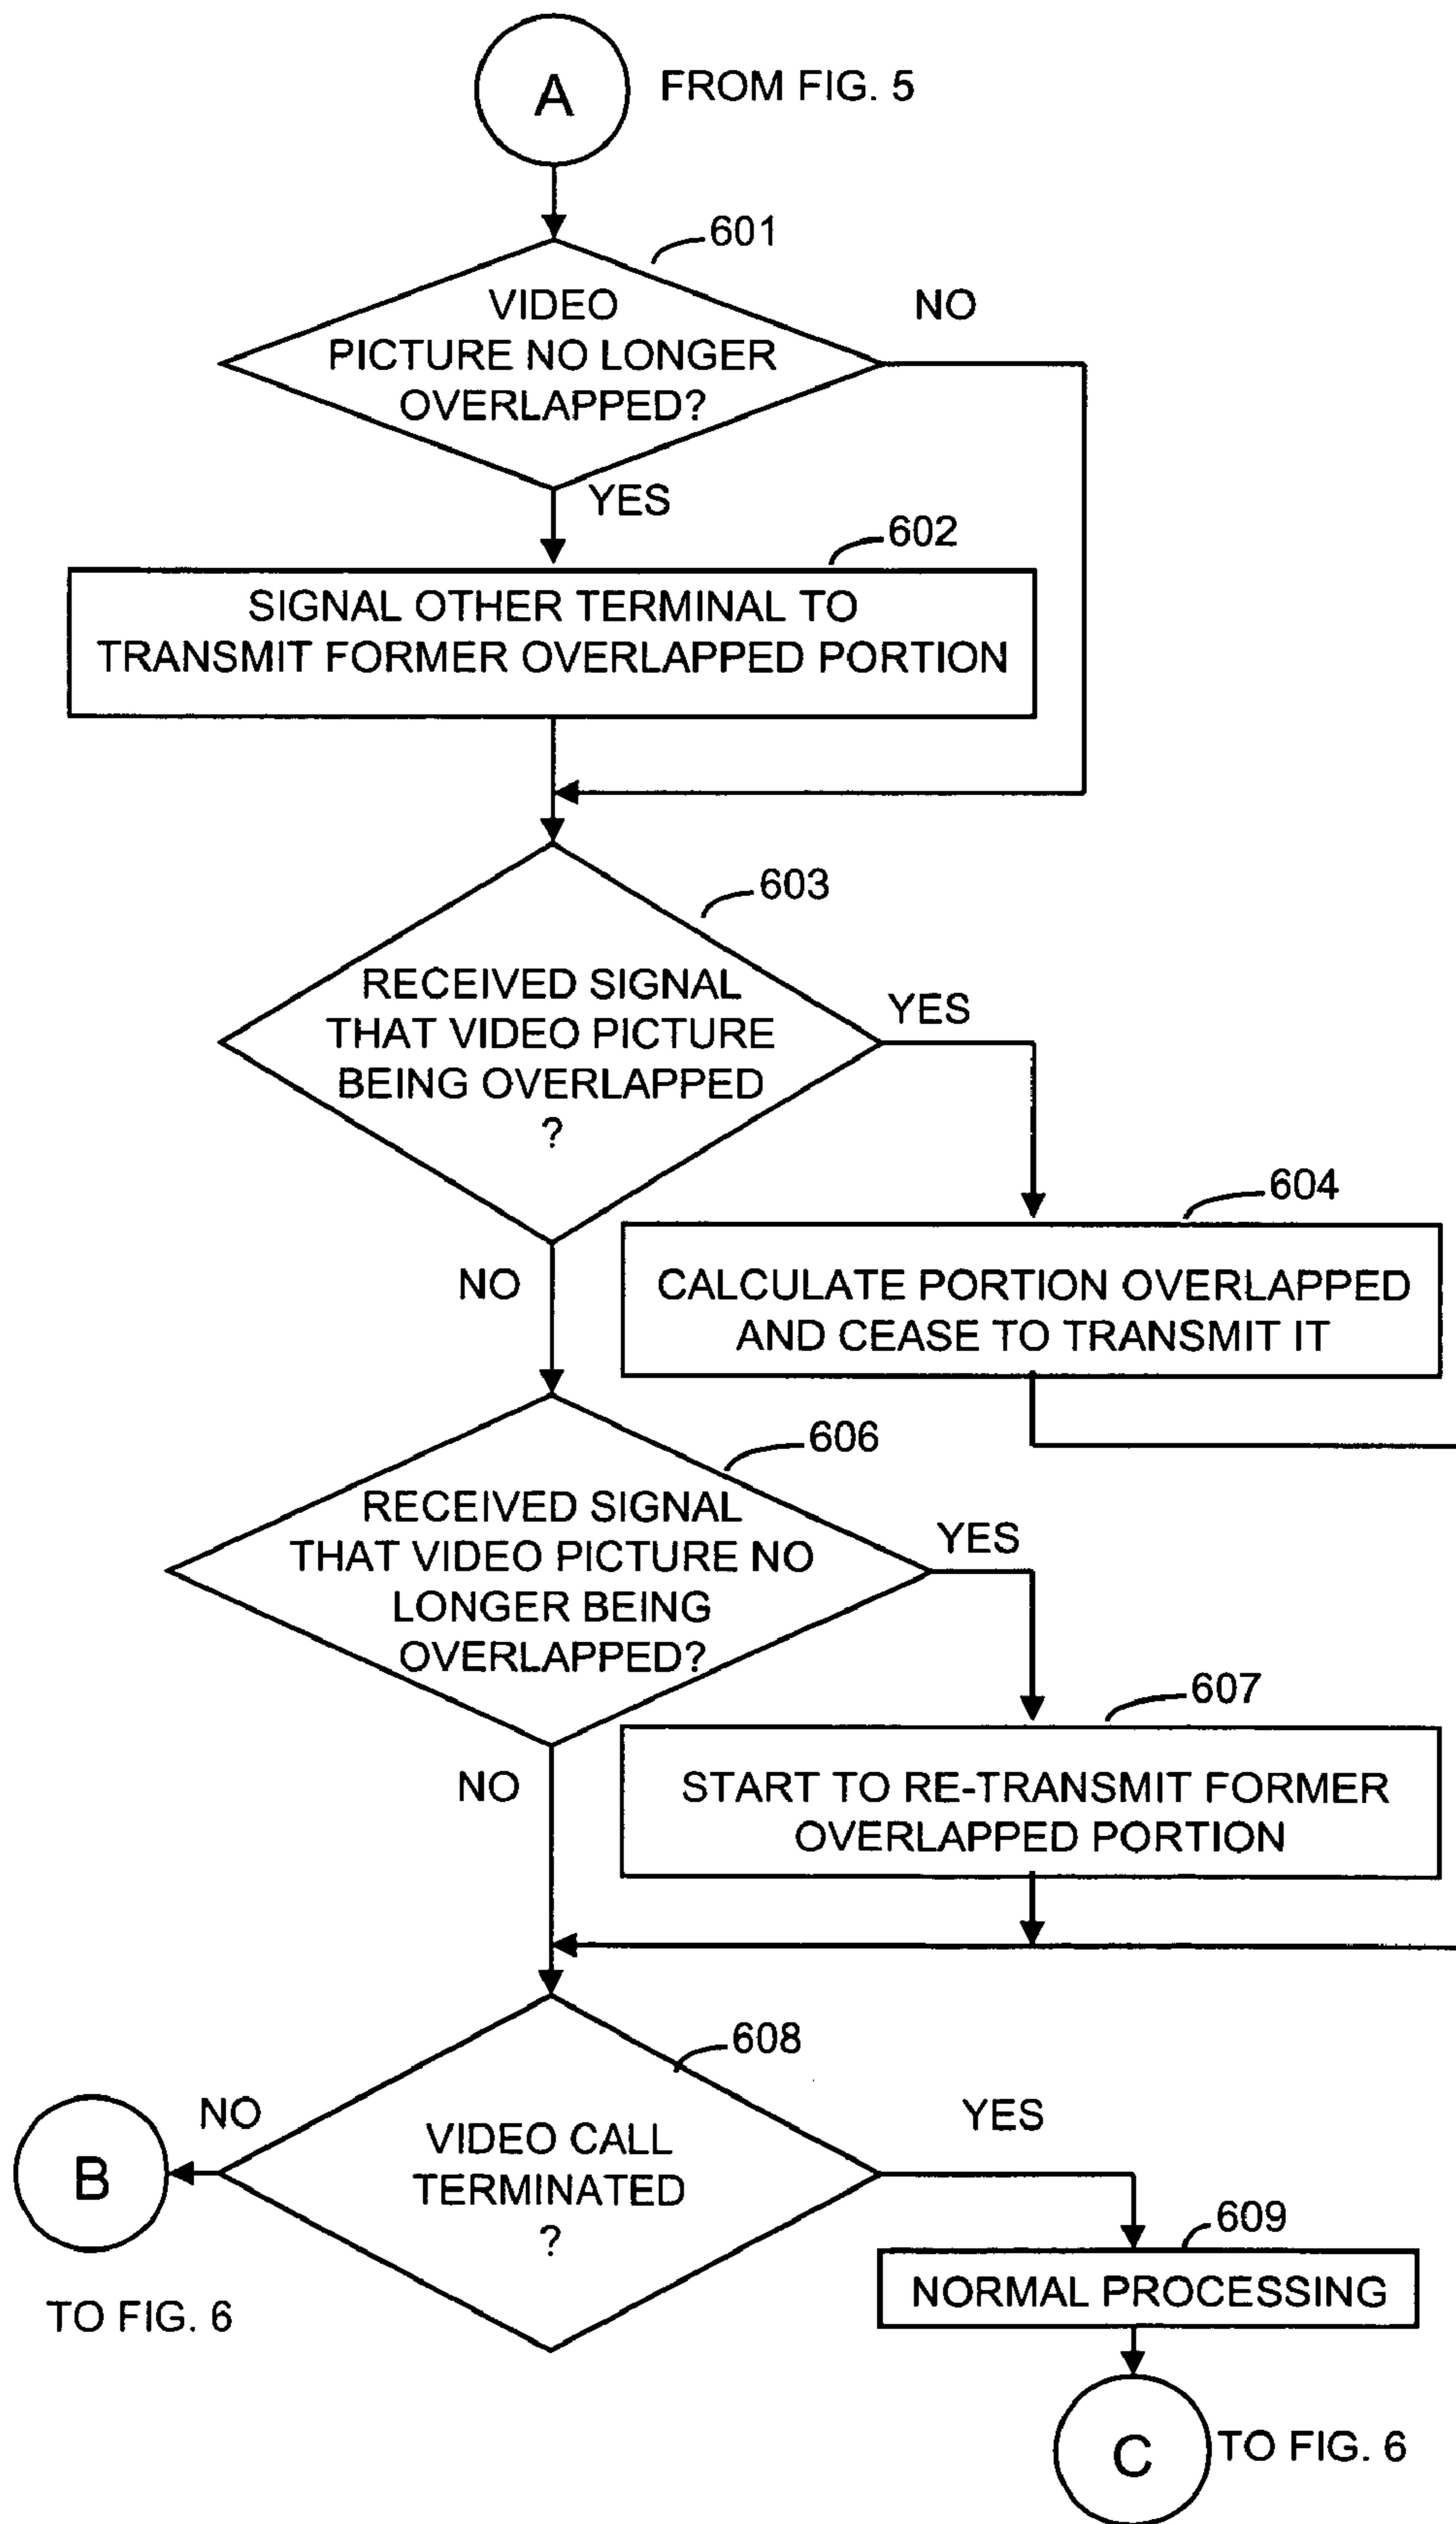 A
FROM FIG. 5
601
VIDEO
PICTURE NO LONGER
OVERLAPPED?
NO
YES
602
SIGNAL OTHER TERMINAL TO
TRANSMIT FORMER OVERLAPPED PORTION
603
RECEIVED SIGNAL
THAT VIDEO PICTURE
BEING OVERLAPPED
?
YES
NO
604
CALCULATE PORTION OVERLAPPED
AND CEASE TO TRANSMIT IT
606
RECEIVED SIGNAL
THAT VIDEO PICTURE NO
LONGER BEING
OVERLAPPED?
YES
NO
607
START TO RE-TRANSMIT FORMER
OVERLAPPED PORTION
608
VIDEO CALL
TERMINATED
?
NO
YES
B
TO FIG. 6
609
NORMAL PROCESSING
C
TO FIG. 6